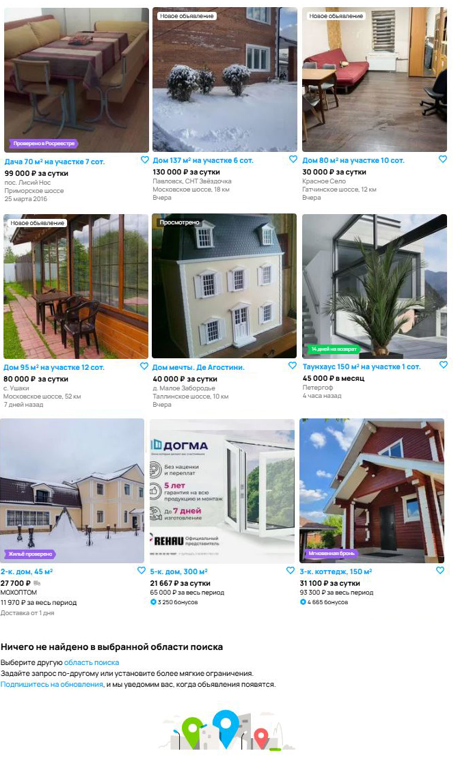 Новое объявление
Новое объявление
Проверено в Росреестре
Дача 70 м² на участке 7 сот.
99 000 ₽ за сутки
пос. Лисий Нос
Приморское шоссе
25 марта 2016
Дом 137 м² на участке 6 сот.
130 000 ₽ за сутки
Павловск, СНТ Звёздочка
Московское шоссе, 18 км
Вчера
Дом 80 м² на участке 10 сот.
30 000 ₽ за сутки
Красное Село
Гатчинское шоссе, 12 км
Вчера
Новое объявление
Просмотрено
14 дней на возврат
Дом 95 м² на участке 12 сот.
80 000 ₽ за сутки
с. Ушаки
Московское шоссе, 52 км
7 дней назад
Дом мечты. Де Агостини.
40 000 ₽ за сутки
д. Малое Забородье
Таллинское шоссе, 10 км
Вчера
Таунхаус 150 м² на участке 1 сот.
45 000 ₽ в месяц
Петергоф
4 часа назад
ДОГМА
без наценки
и переплат
5 лет
гарантия на всю
продукцию и монтаж
До 7 дней
изготовление
REHAU
Официальный
представитель
Жильё проверено
Мгновенная бронь
2-к. дом, 45 м²
27 700 ₽
МОХОПТОМ
11 970 ₽ за весь период
Доставка от 1 дня
5-к. дом, 300 м²
21 667 ₽ за сутки
65 000 ₽ за весь период
3 250 бонусов
3-к. коттедж, 150 м²
31 100 ₽ за сутки
93 300 ₽ за весь период
4 665 бонусов
Ничего не найдено в выбранной области поиска
Выберите другую область поиска
Задайте запрос по-другому или установите более мягкие ограничения.
Подпишитесь на обновления, и мы уведомим вас, когда объявления появятся.